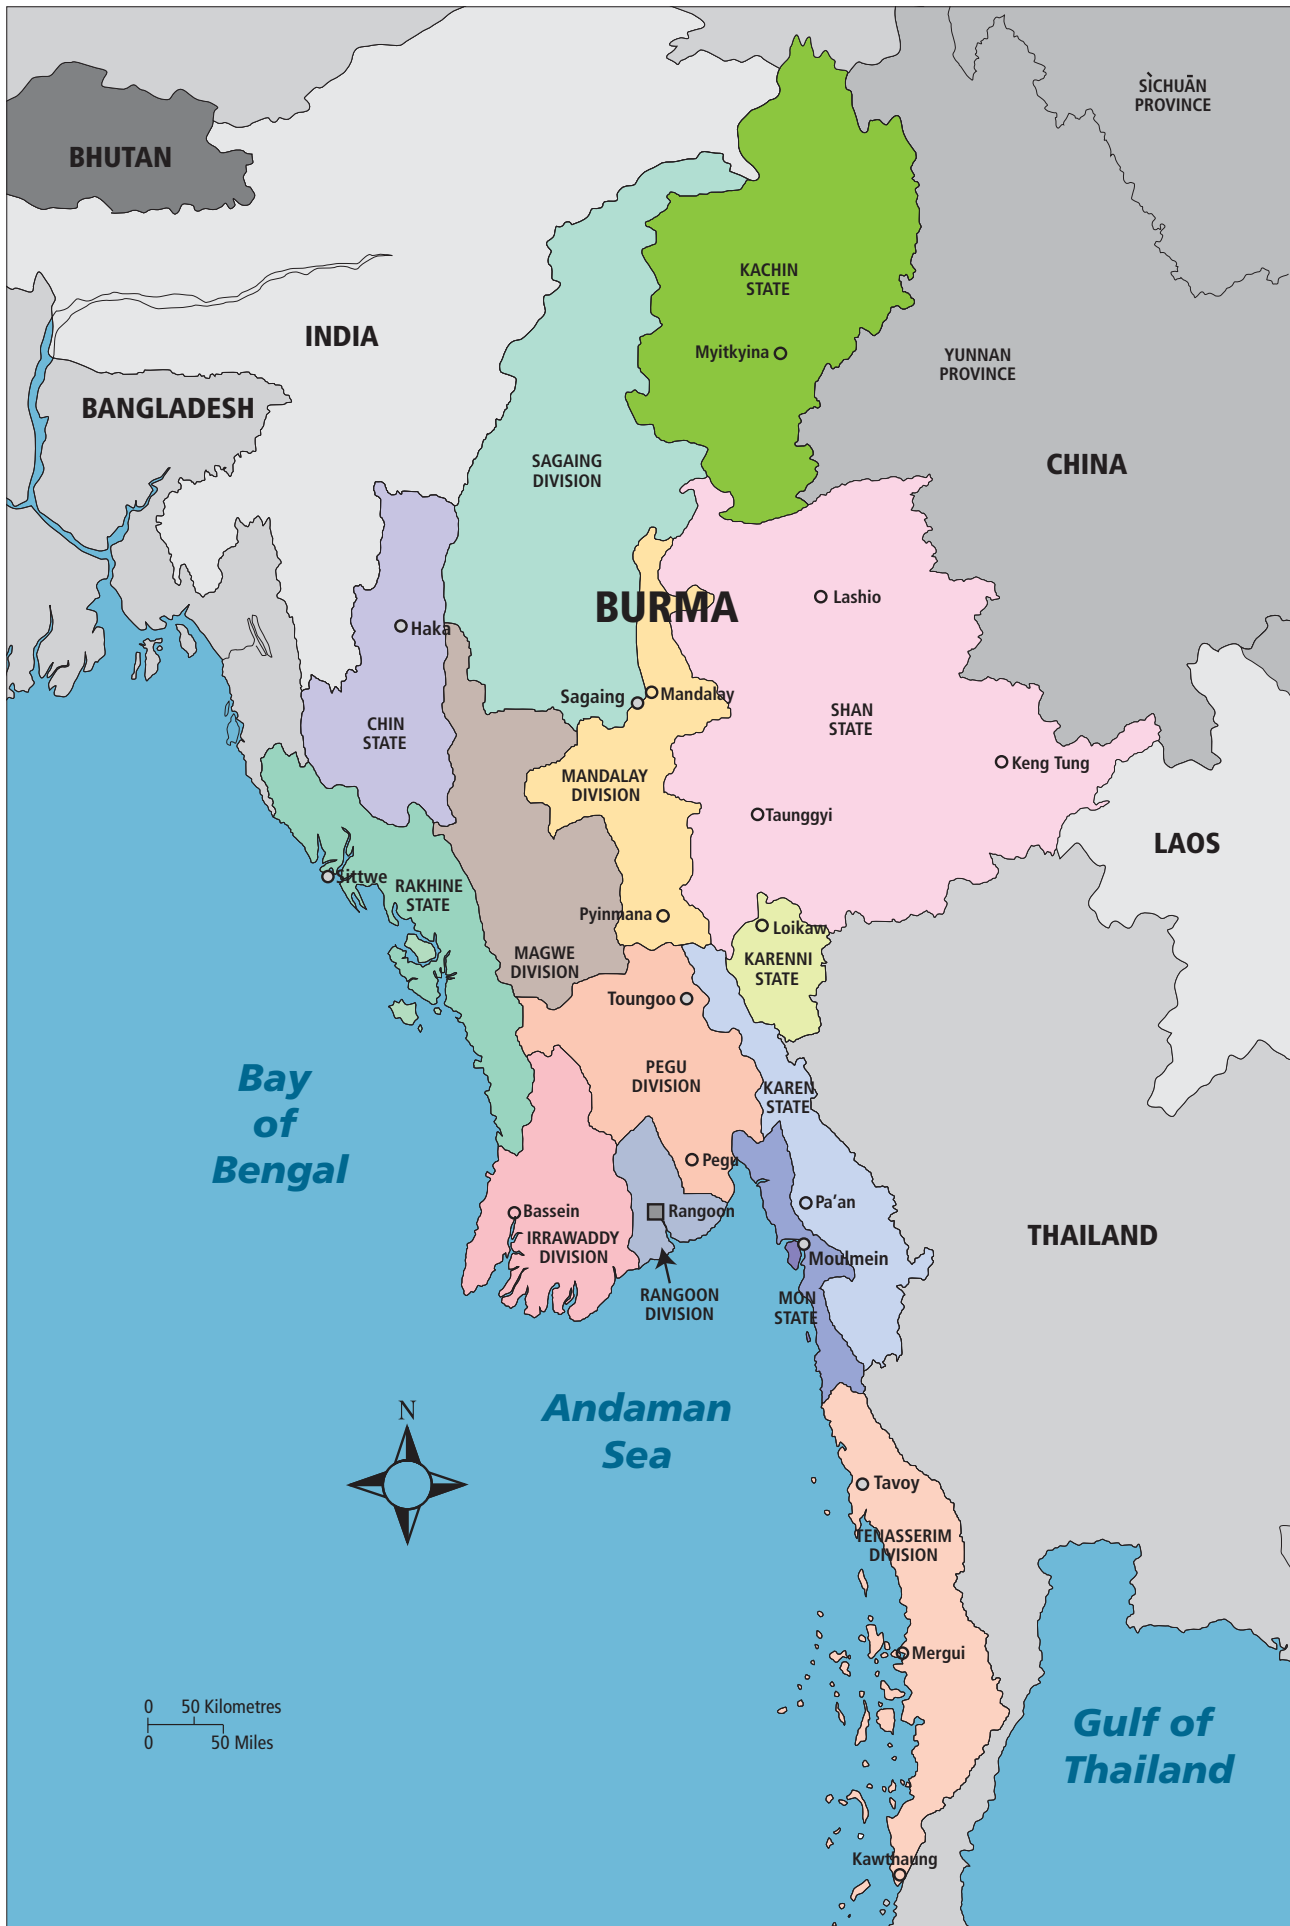 SÌCHUĀN
PROVINCE
BHUTAN
KACHIN
STATE
INDIA
Myitkyina
YUNNAN
PROVINCE
BANGLADESH
SAGAING
DIVISION
CHINA
BURMA
Lashio
Haka
Sagaing
Mandalay
CHIN
STATE
SHAN
STATE
Keng Tung
MANDALAY
DIVISION
Taunggyi
LAOS
Sittwe
RAKHINE
STATE
Pyinmana
Loikaw
MAGWE
DIVISION
KARENNI
STATE
Toungoo
PEGU
DIVISION
KAREN
STATE
Bay
of
Bengal
Pegu
Pa'an
Bassein
Rangoon
IRRAWADDY
DIVISION
THAILAND
Moulmein
RANGOON
DIVISION
MON
STATE
Andaman
Sea
N
Tavoy
TENASSERIM
DIVISION
Mergui
0 50 Kilometres
0 50 Miles
Gulf of
Thailand
Kawthaung